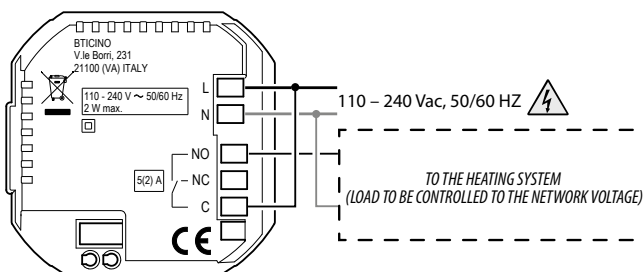 BTICINO
V.le Borri, 231
21100 (VA) ITALY
110 - 240 V ~ 50/60 Hz
2 W max.
L
N
NO
5(2) A
NC
C
CE
110 – 240 Vac, 50/60 HZ
TO THE HEATING SYSTEM
(LOAD TO BE CONTROLLED TO THE NETWORK VOLTAGE)